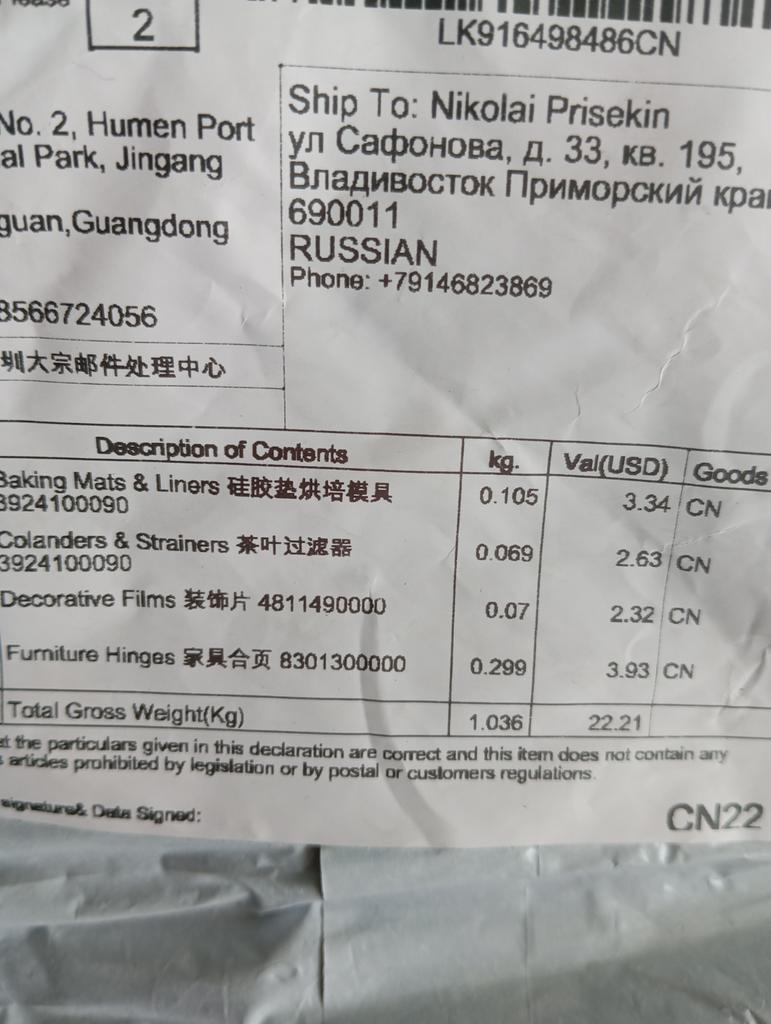 2
LK916498486CN
No. 2, Humen Port
al Park, Jingang
guan,Guangdong
8566724056
圳大宗邮件处理中心
Ship To: Nikolai Prisekin
ул Сафонова, д. 33, кв. 195,
Владивосток Приморский край
690011
RUSSIAN
Phone: +79146823869
Description of Contents kg. Val(USD) Goods
Baking Mats & Liners 硅胶垫烘培模具 0.105 3.34 CN
3924100090
Colanders & Strainers 茶叶过滤器 0.069 2.63 CN
3924100090
Decorative Films 装饰片 4811490000 0.07 2.32 CN
Furniture Hinges 家具合页 8301300000 0.299 3.93 CN
Total Gross Weight(Kg) 1.036 22.21
at the particulars given in this declaration are correct and this item does not contain any
s articles prohibited by legislation or by postal or customers regulations.
signature& Data Signed:
CN22